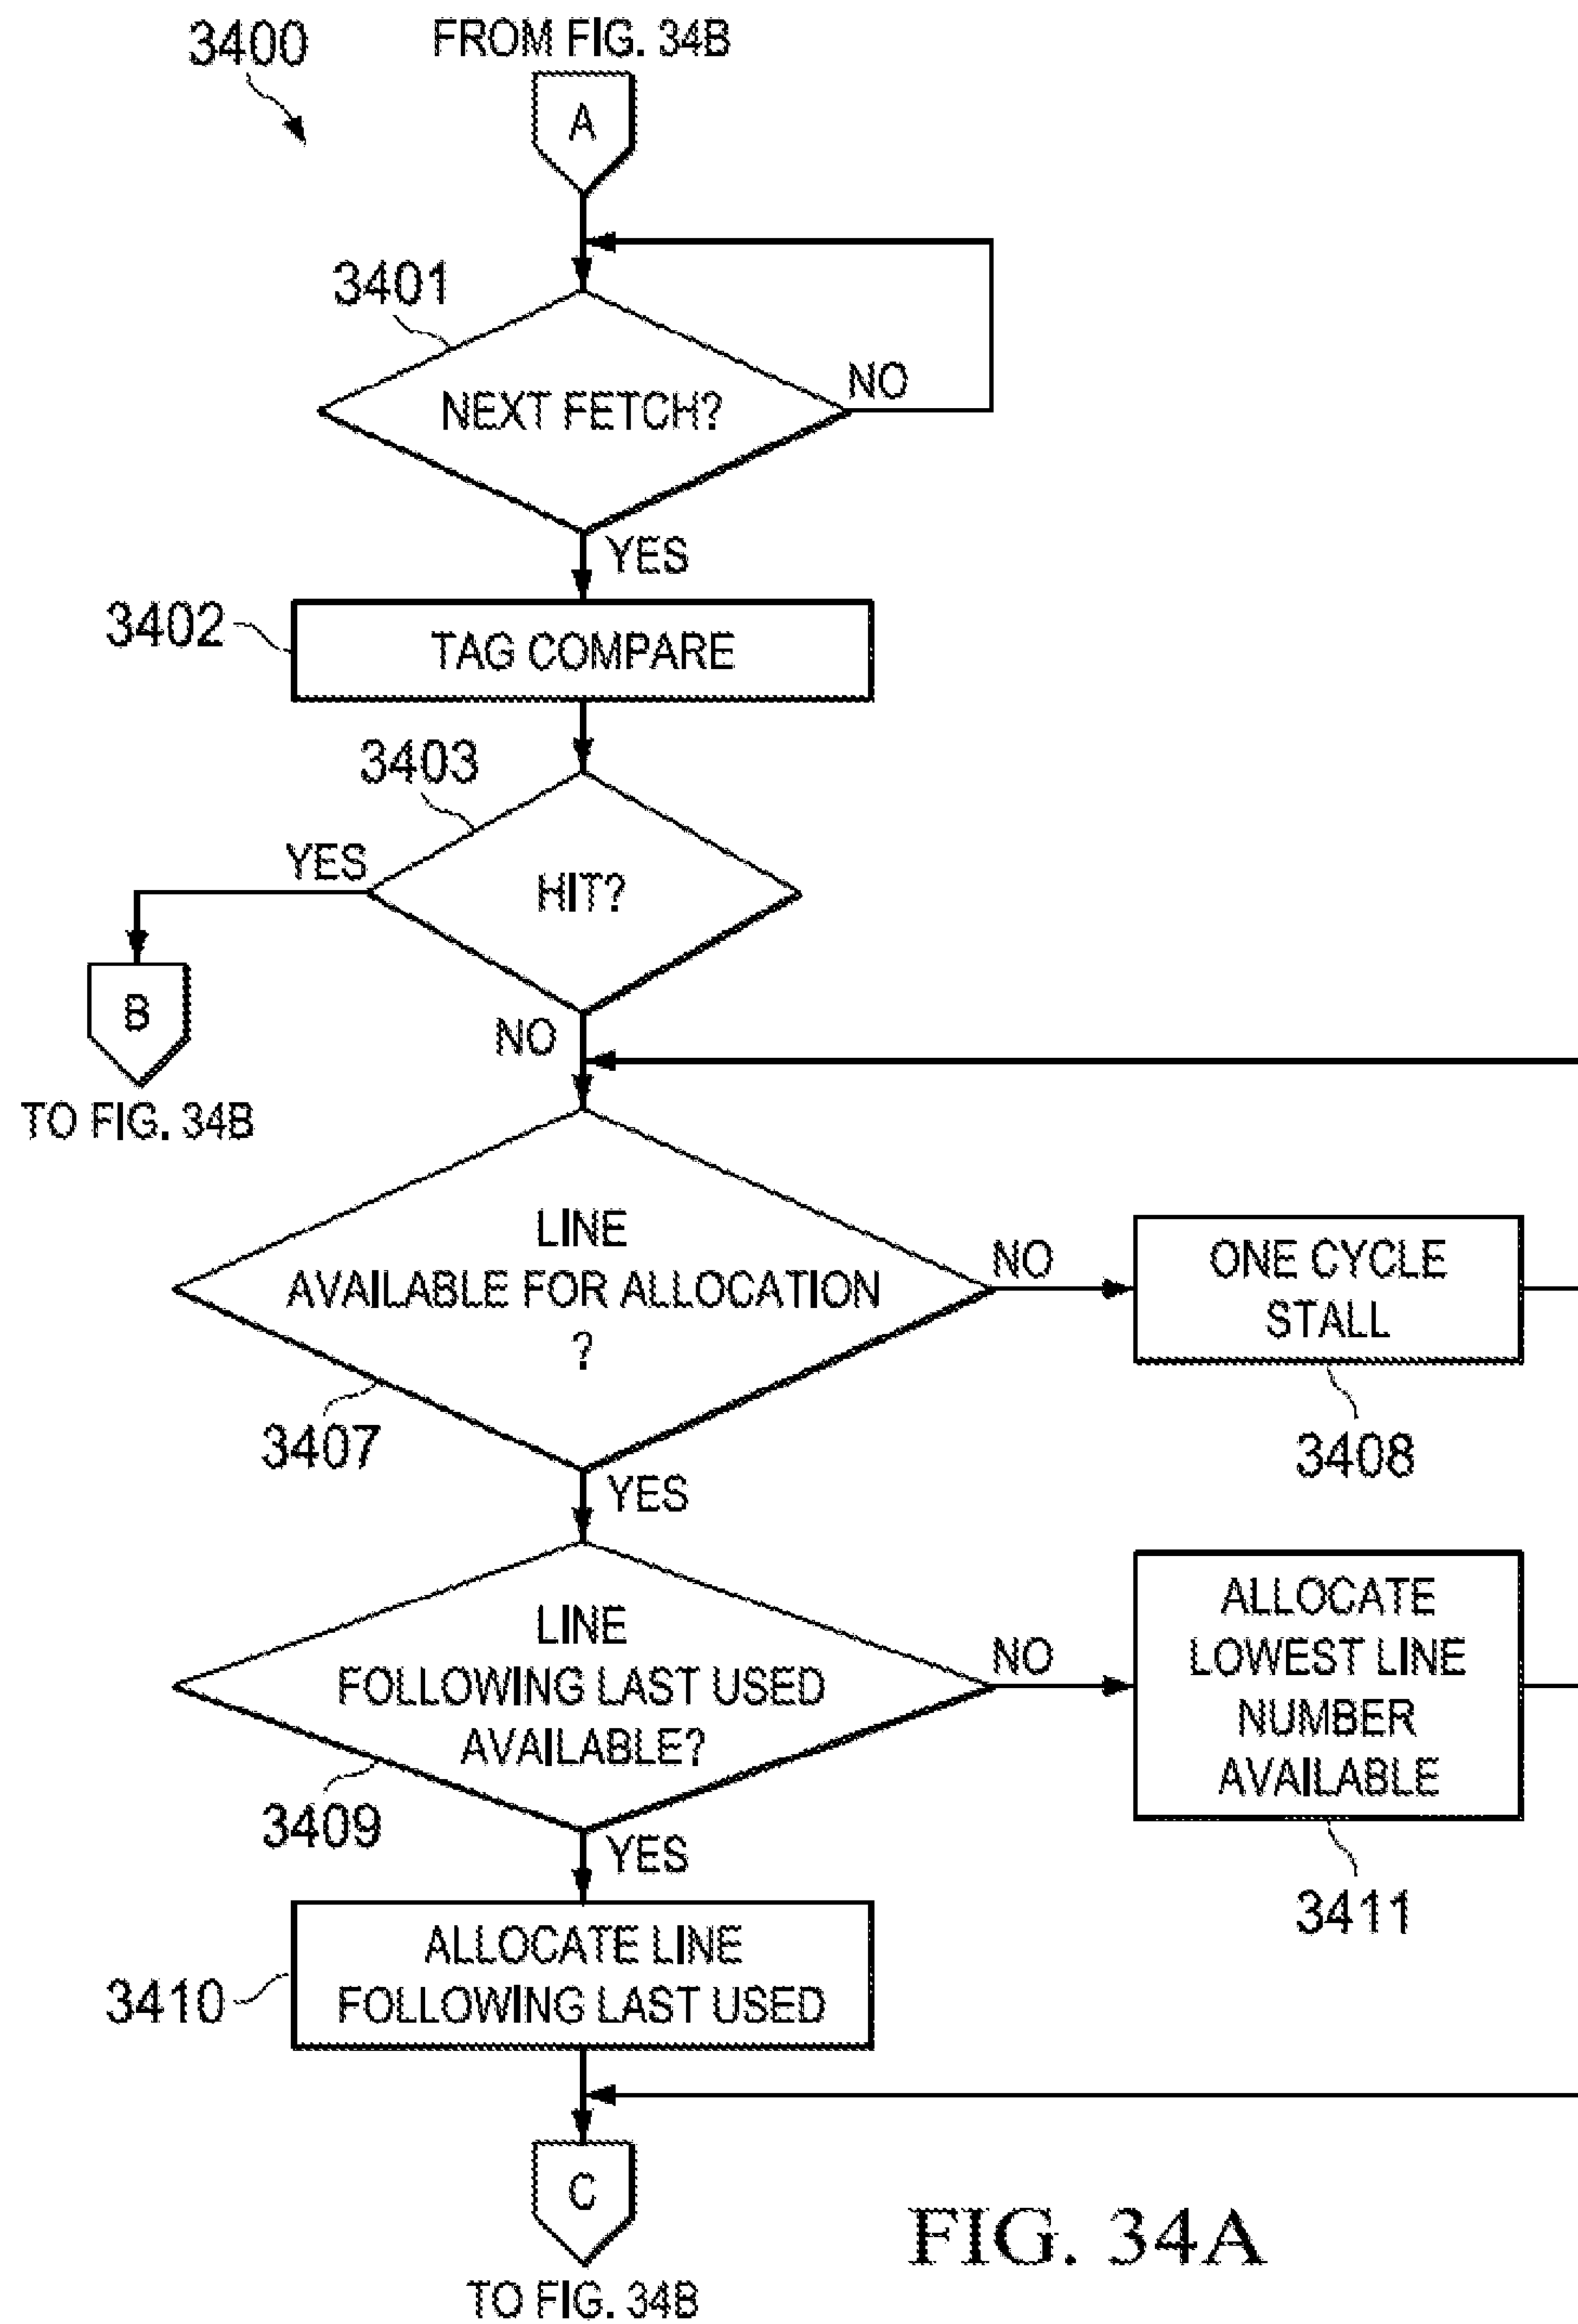 3400
FROM FIG. 34B
A
3401
NEXT FETCH?
NO
YES
3402
TAG COMPARE
3403
YES
HIT?
B
NO
TO FIG. 34B
LINE
AVAILABLE FOR ALLOCATION
?
NO
ONE CYCLE
STALL
3407
3408
YES
LINE
FOLLOWING LAST USED
AVAILABLE?
NO
ALLOCATE
LOWEST LINE
NUMBER
AVAILABLE
3409
YES
3411
3410
ALLOCATE LINE
FOLLOWING LAST USED
C
TO FIG. 34B
FIG. 34A